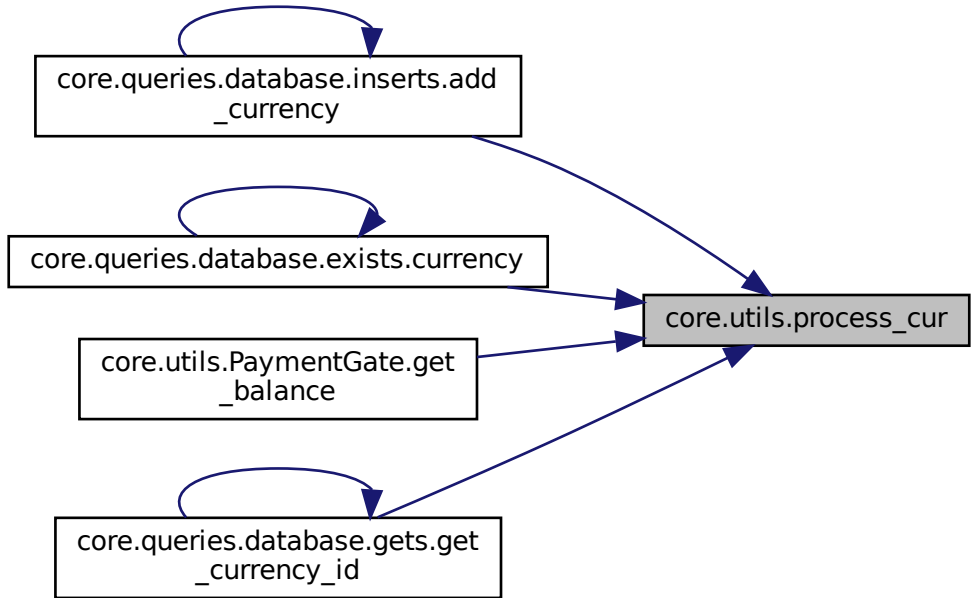 core.queries.database.inserts.add
_currency
core.queries.database.exists.currency
core.utils.process_cur
core.utils.PaymentGate.get
_balance
core.queries.database.gets.get
_currency_id